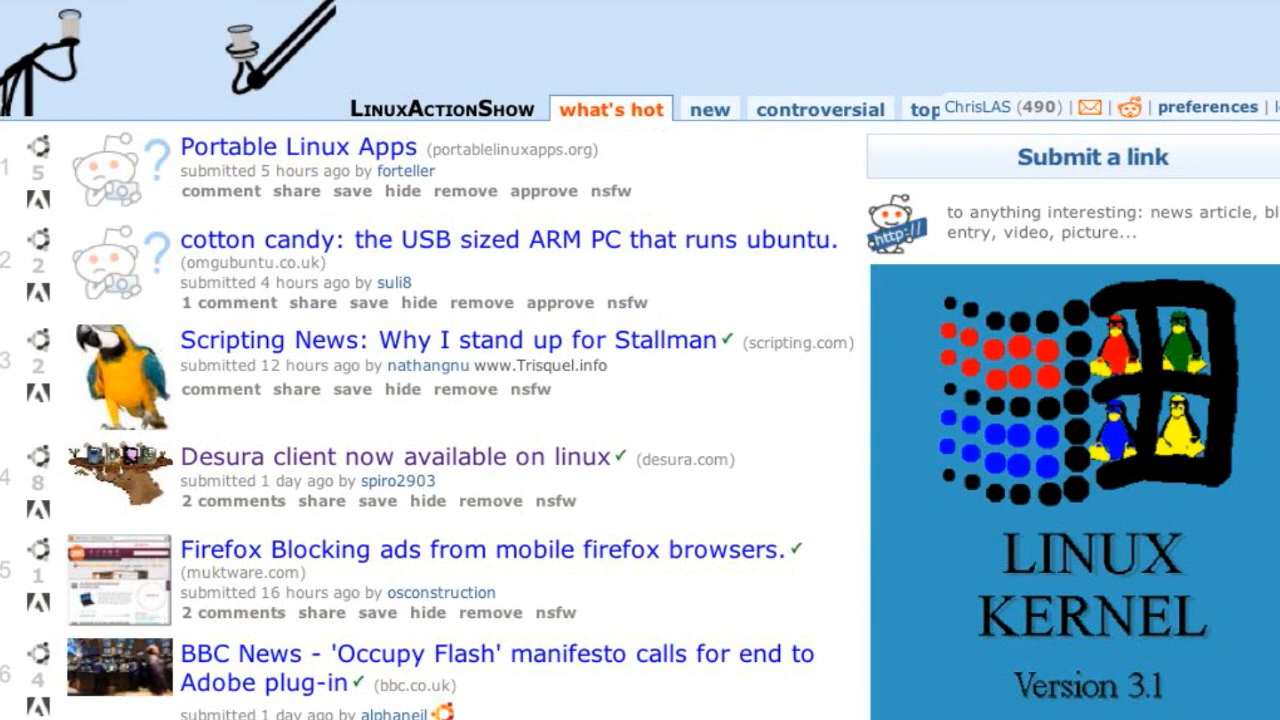 LINUXACTIONSHOW what's hot new controversial top ChrisLAS (490) | | | preferences | l
1 Portable Linux Apps (portablelinuxapps.org)
5 submitted 5 hours ago by forteller
comment share save hide remove approve nsfw
2 cotton candy: the USB sized ARM PC that runs ubuntu.
2 (omgubuntu.co.uk)
submitted 4 hours ago by suli8
1 comment share save hide remove approve nsfw
3 Scripting News: Why I stand up for Stallman (scripting.com)
2 submitted 12 hours ago by nathangnu www.Trisquel.info
comment share save hide remove nsfw
4 Desura client now available on linux (desura.com)
8 submitted 1 day ago by spiro2903
2 comments share save hide remove nsfw
5 Firefox Blocking ads from mobile firefox browsers.
1 (muktware.com)
submitted 16 hours ago by osconstruction
2 comments share save hide remove nsfw
6 BBC News - 'Occupy Flash' manifesto calls for end to
4 Adobe plug-in (bbc.co.uk)
submitted 1 day ago by alphaneil
Submit a link
http://
to anything interesting: news article, bl
entry, video, picture...
LINUX
KERNEL
Version 3.1